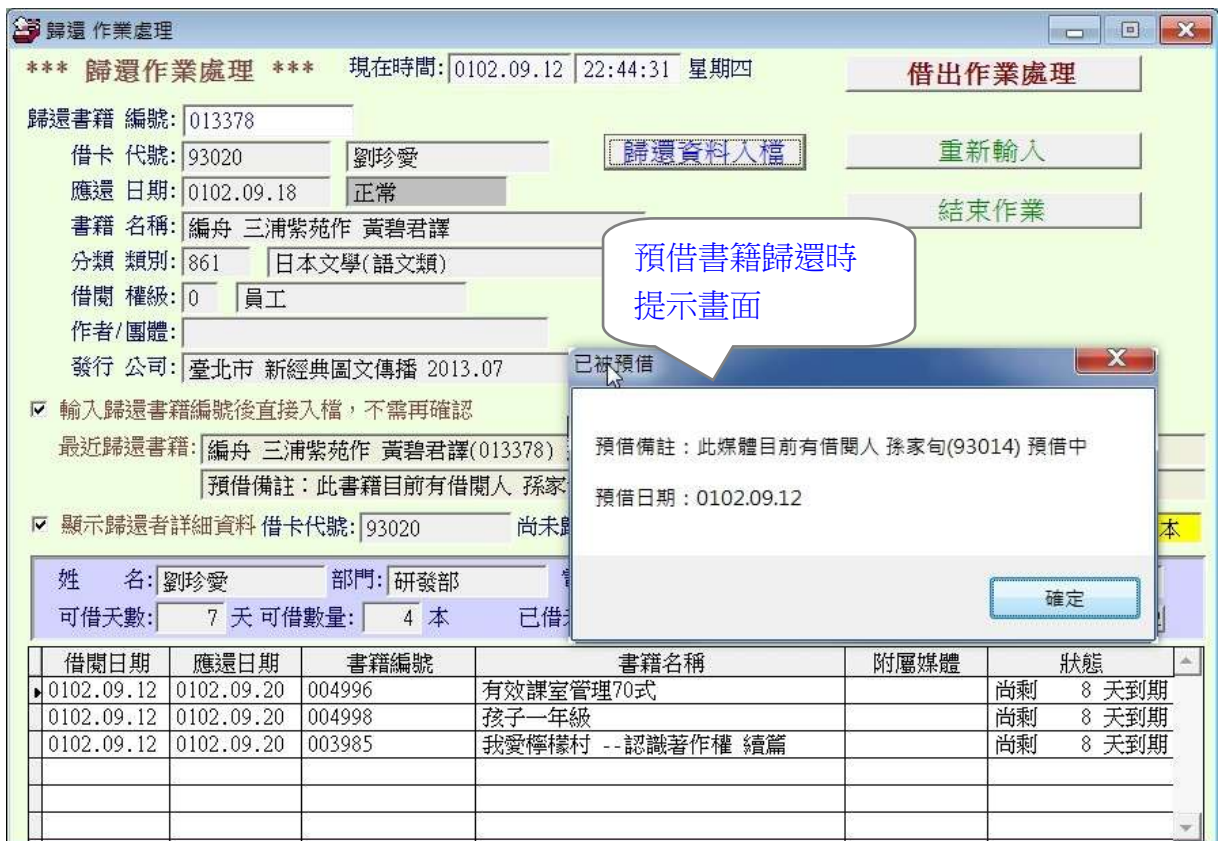 歸還 作業處理
*** 歸還作業處理 *** 現在時間: 0102.09.12 22:44:31 星期四 借出作業處理
歸還書籍 編號: 013378
借卡 代號: 93020 劉珍愛 歸還資料入檔 重新輸入
應還 日期: 0102.09.18 正常
結束作業
書籍 名稱: 編舟 三浦紫苑作 黃碧君譯
預借書籍歸還時
提示畫面
分類 類別: 861 日本文學(語文類)
借閱 權級: 0 員工
作者/團體:
發行 公司: 臺北市 新經典圖文傳播 2013.07
已被預借
輸入歸還書籍編號後直接入檔，不需再確認
預借備註：此媒體目前有借閱人 孫家句(93014) 預借中
預借日期：0102.09.12
確定
最近歸還書籍: 編舟 三浦紫苑作 黃碧君譯(013378)
預借備註：此書籍目前有借閱人 孫家
顯示歸還者詳細資料 借卡代號: 93020 尚未 本
姓 名: 劉珍愛 部門: 研發部
可借天數: 7 天 可借數量: 4 本 已借
借閱日期 應還日期 書籍編號 書籍名稱 附屬媒體 狀態
0102.09.12 0102.09.20 004996 有效課室管理70式 尚剩 8 天到期
0102.09.12 0102.09.20 004998 孩子一年級 尚剩 8 天到期
0102.09.12 0102.09.20 003985 我愛檸檬村 --認識著作權 續篇 尚剩 8 天到期